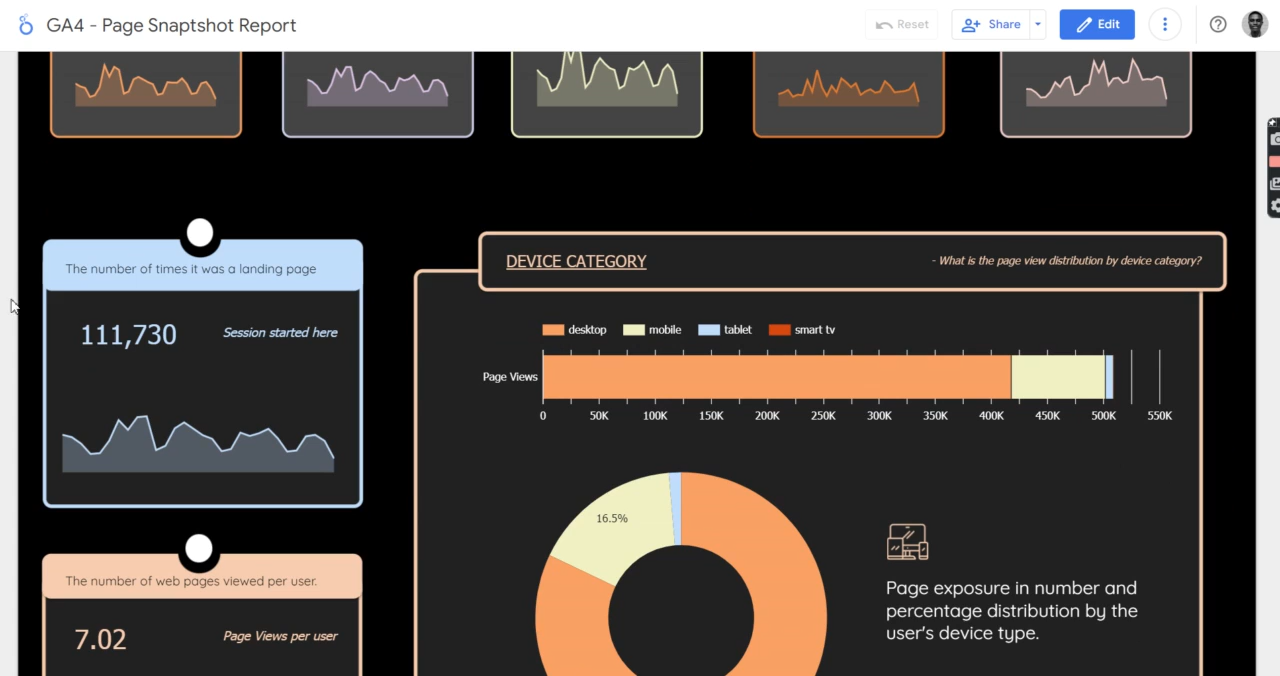 GA4 - Page Snaptshot Report
Reset
Share
Edit
The number of times it was a landing page
111,730
Session started here
DEVICE CATEGORY
- What is the page view distribution by device category?
desktop
mobile
tablet
smart tv
Page Views
0
50K
100K
150K
200K
250K
300K
350K
400K
450K
500K
550K
16.5%
Page exposure in number and
percentage distribution by the
user's device type.
The number of web pages viewed per user.
7.02
Page Views per user